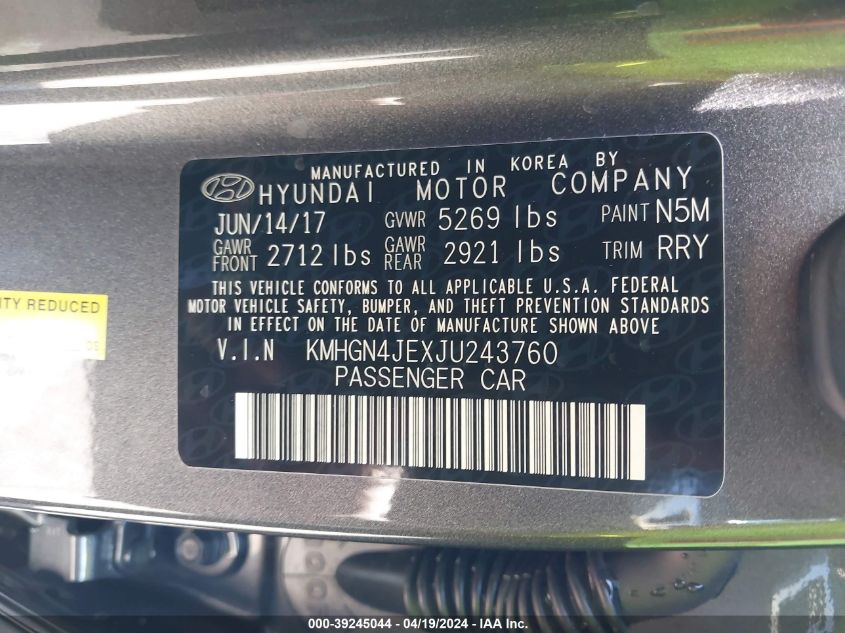 MANUFACTURED IN KOREA BY
HYUNDAI MOTOR COMPANY
JUN/14/17 GVWR 5269 lbs PAINT N5M
GAWR FRONT 2712 lbs GAWR REAR 2921 lbs TRIM RRY
THIS VEHICLE CONFORMS TO ALL APPLICABLE U.S.A. FEDERAL
MOTOR VEHICLE SAFETY, BUMPER, AND THEFT PREVENTION STANDARDS
IN EFFECT ON THE DATE OF MANUFACTURE SHOWN ABOVE
V.I.N KMHGN4JEXJU243760
PASSENGER CAR
ITY REDUCED
000-39245044 - 04/19/2024 - IAA Inc.